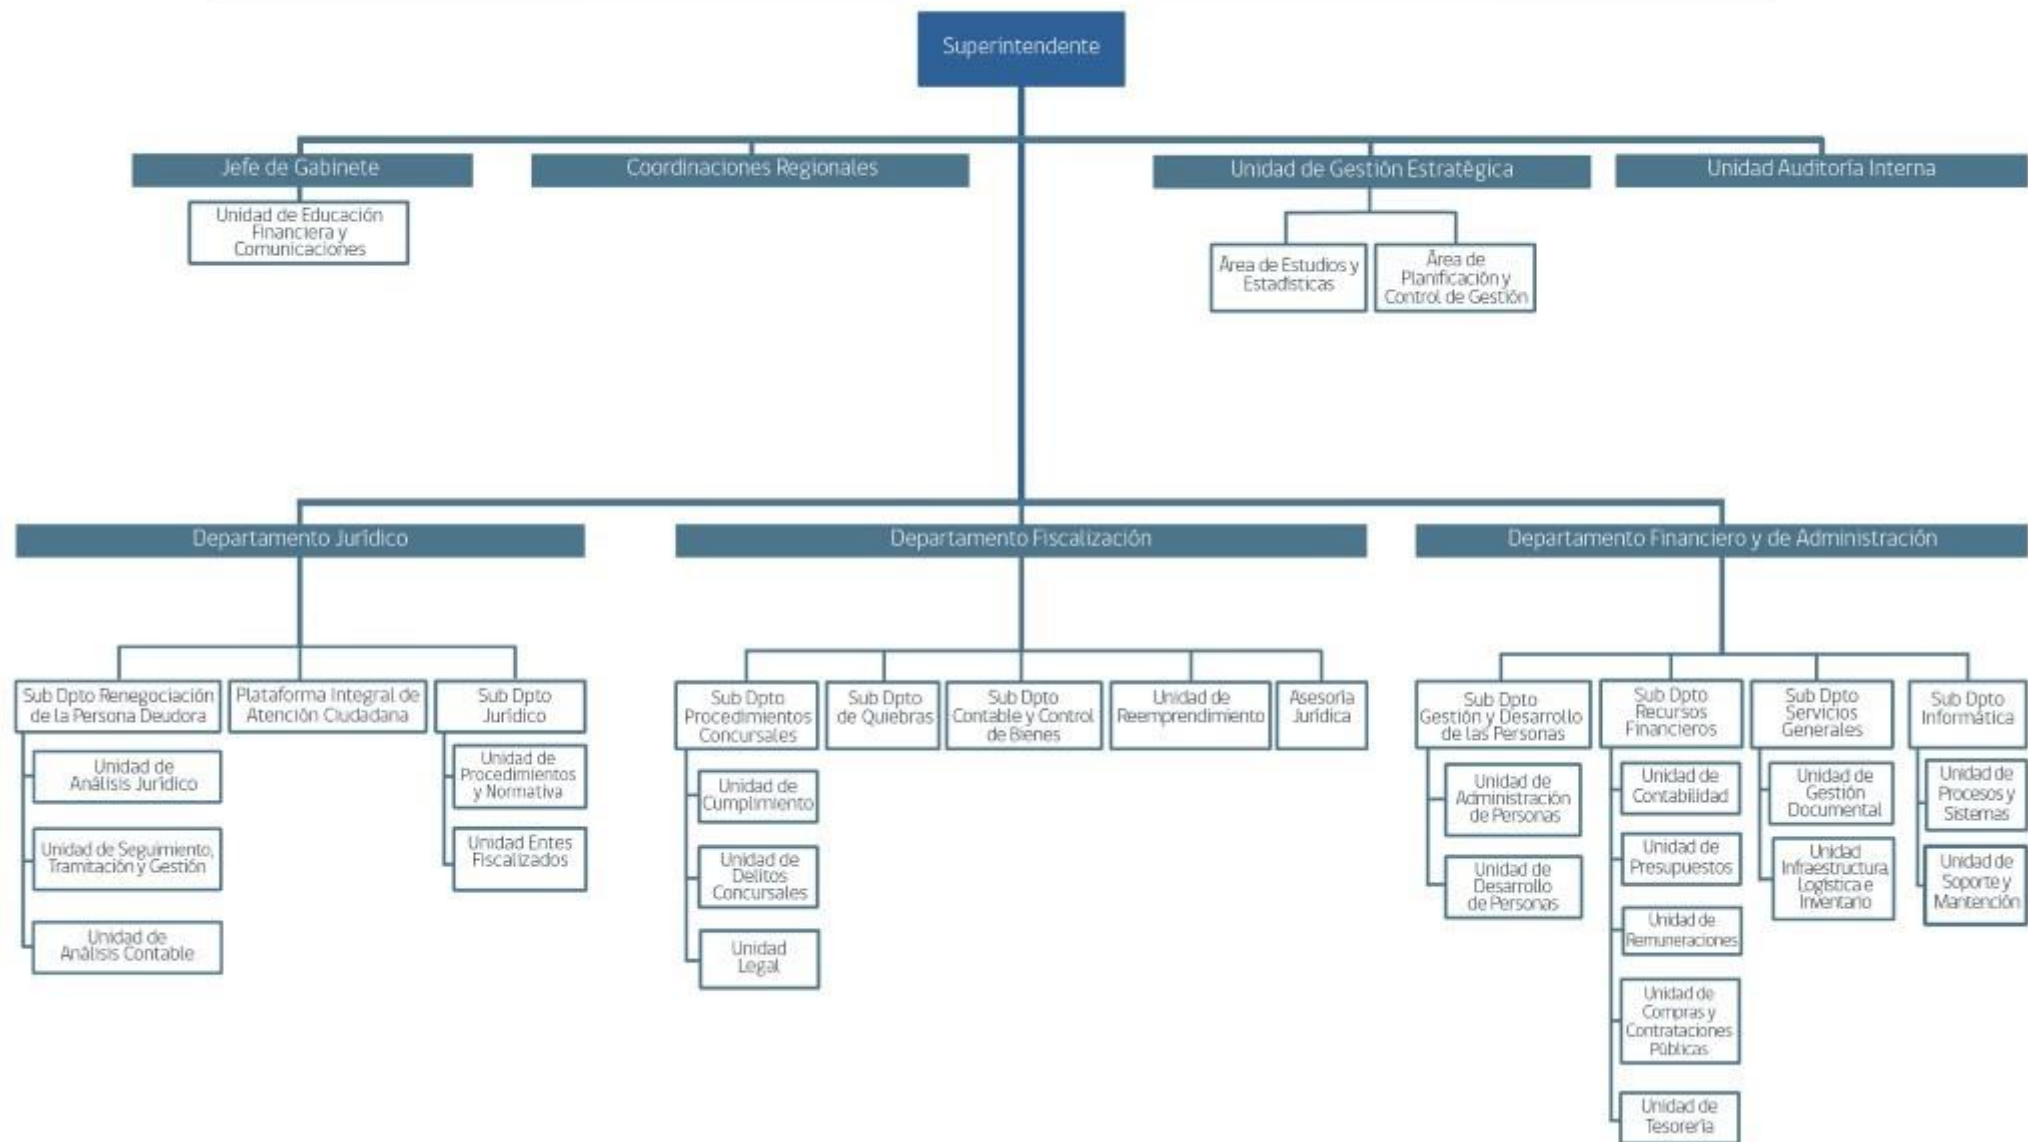 Superintendente
Jefe de Gabinete
Coordinaciones Regionales
Unidad de Gestión Estratègica
Unidad Auditoría Interna
Unidad de Educación
Financiera y
Comunicaciones
Área de Estudios y
Estadísticas
Área de
Planificación y
Control de Gestión
Departamento Jurídico
Departamento Fiscalización
Departamento Financiero y de Administración
Sub Dpto Renegociación
de la Persona Deudora
Plataforma Integral de
Atención Ciudadana
Sub Dpto
Jurídico
Unidad de
Análisis Jurídico
Unidad de Seguimiento,
Tramitación y Gestión
Unidad de
Análisis Contable
Unidad de
Procedimientos
y Normativa
Unidad Entes
Fiscalizados
Sub Dpto
Procedimientos
Concursales
Sub Dpto
de Quiebras
Sub Dpto
Contable y Control
de Bienes
Unidad de
Reemprendimiento
Asesoría
Jurídica
Unidad de
Cumplimiento
Unidad de
Delitos
Concursales
Unidad
Legal
Sub Dpto
Gestión y Desarrollo
de las Personas
Sub Dpto
Recursos
Financieros
Sub Dpto
Servicios
Generales
Sub Dpto
Informática
Unidad de
Administración
de Personas
Unidad de
Desarrollo
de Personas
Unidad de
Contabilidad
Unidad de
Presupuestos
Unidad de
Remuneraciones
Unidad de
Compras y
Contrataciones
Públicas
Unidad de
Tesorería
Unidad de
Gestión
Documental
Unidad
Infraestructura,
Logística e
Inventario
Unidad de
Procesos y
Sistemas
Unidad de
Soporte y
Mantención